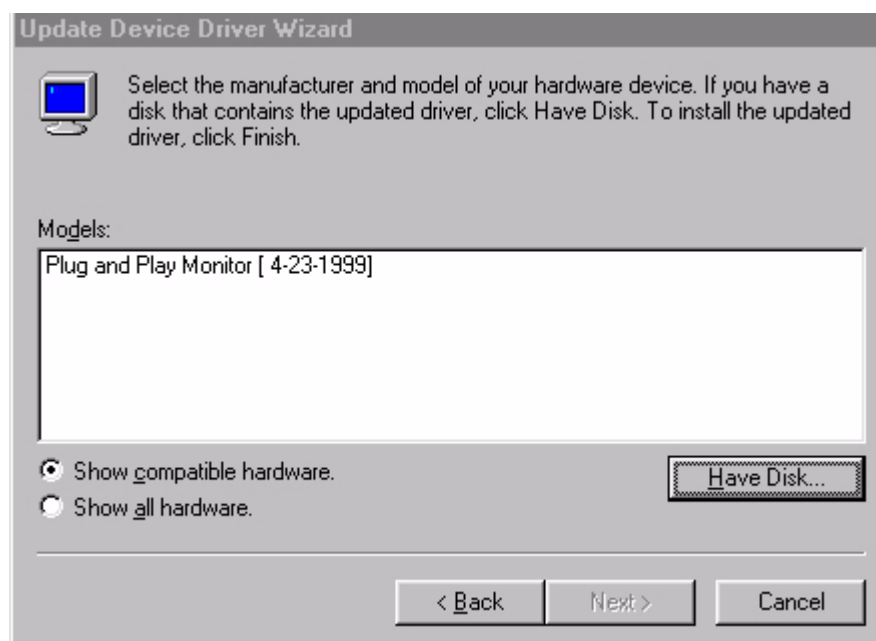 Update Device Driver Wizard
Select the manufacturer and model of your hardware device. If you have a
disk that contains the updated driver, click Have Disk. To install the updated
driver, click Finish.
Models:
Plug and Play Monitor [ 4-23-1999]
Show compatible hardware.
Show all hardware.
Have Disk...
< Back
Next >
Cancel